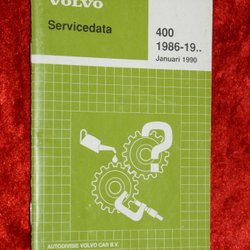 VOLVO
Servicedata
400
1986-19..
Januari 1990
AUTODIVISIE VOLVO CAR B.V.